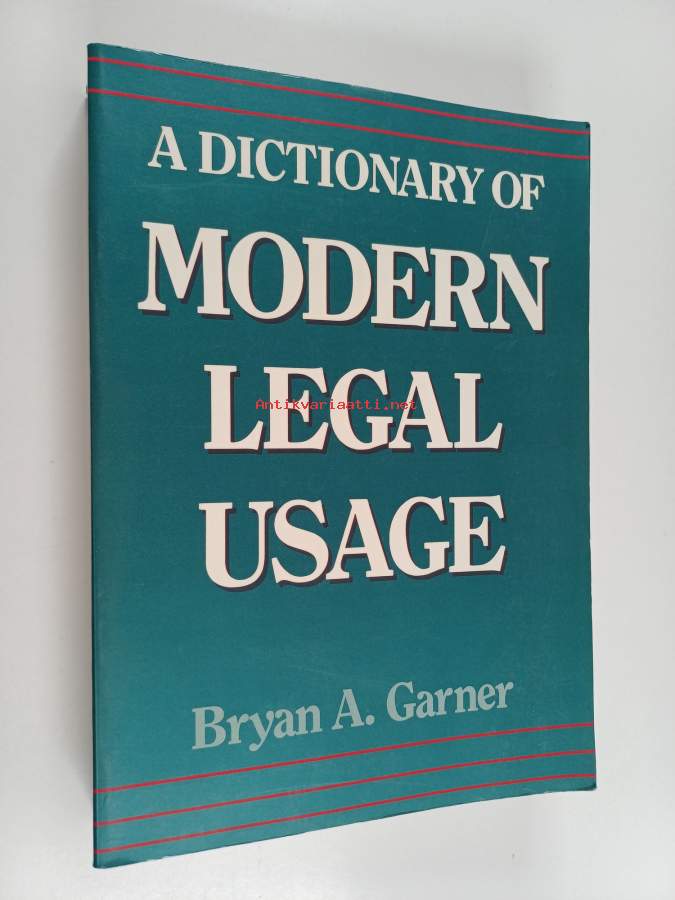 A DICTIONARY OF
MODERN
LEGAL
Antikvariaatti.net
USAGE
Bryan A. Garner